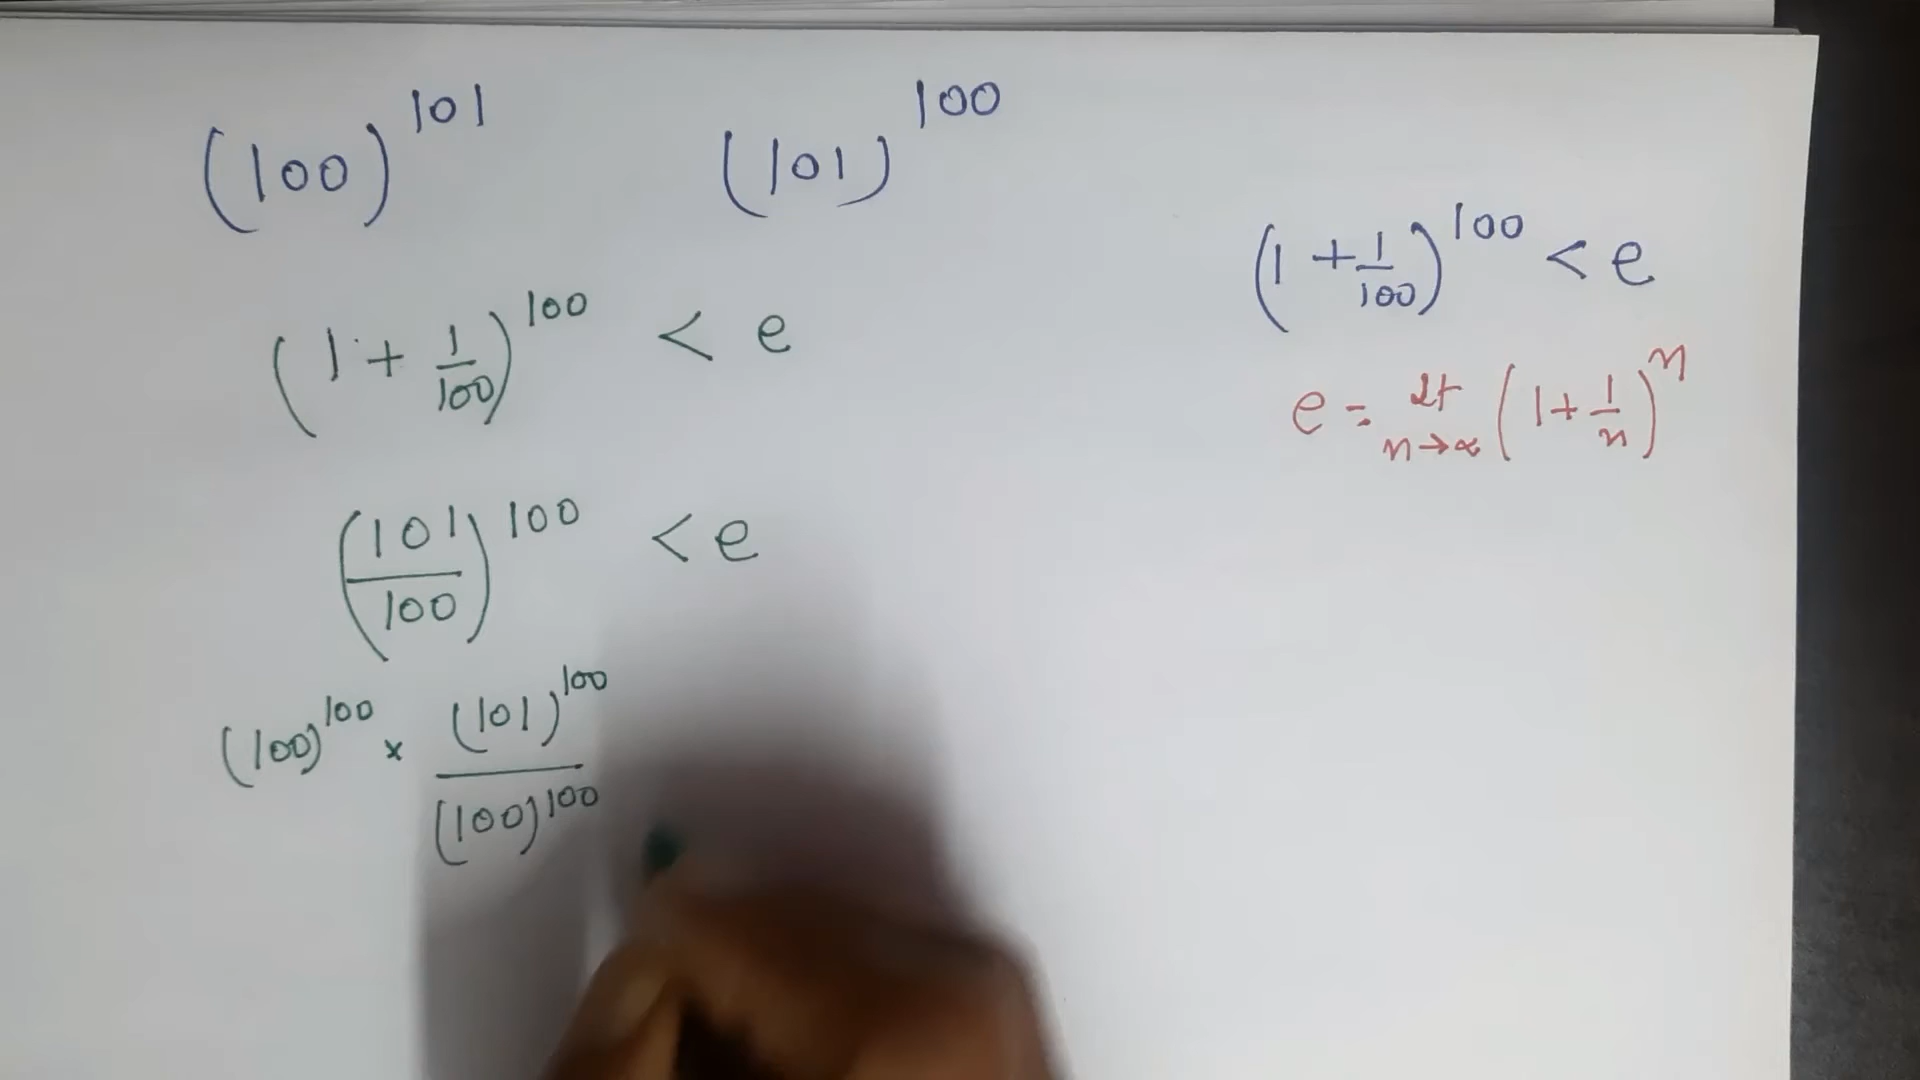 (100)^101 (101)^100
(1 + 1/100)^100 < e
e = lt n→∝ (1 + 1/n)^n
(1 + 1/100)^100 < e
(101/100)^100 < e
(100)^100 × (101)^100/(100)^100